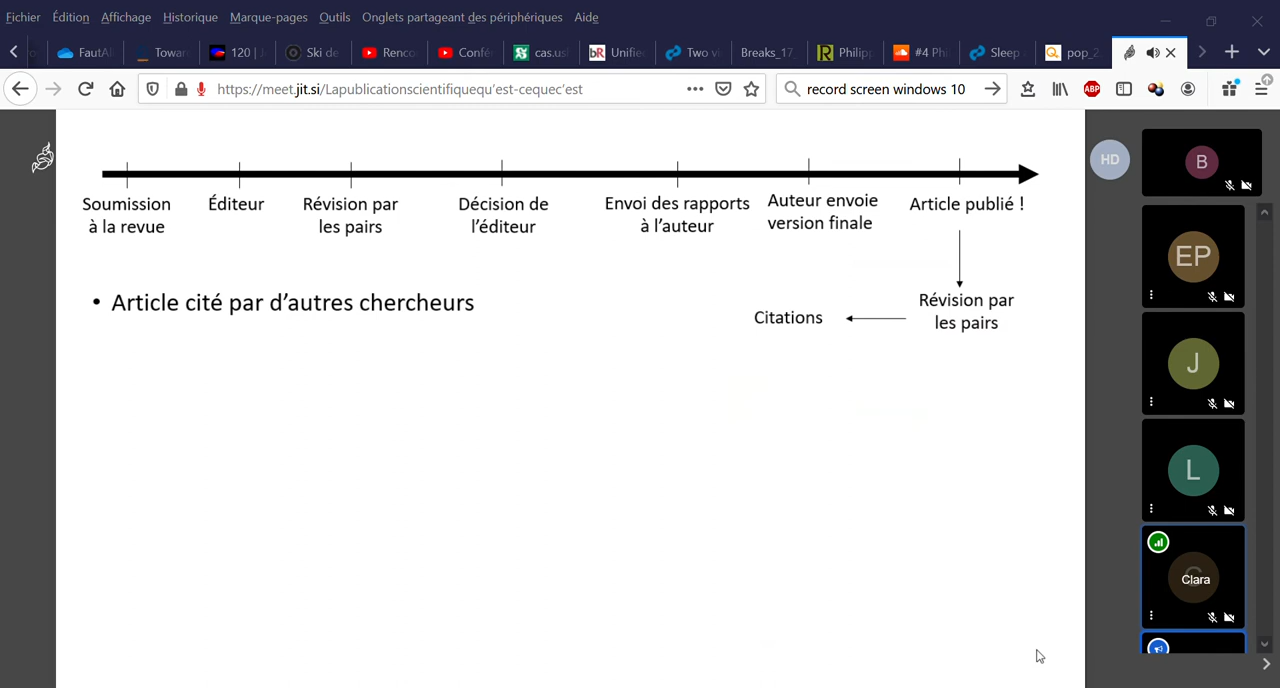 Fichier Édition Affichage Historique Marque-pages Outils Onglets partageant des périphériques Aide
FautAl Towar 120 | Ski de Renco Confé cas.us Unifie Two v Breaks_17_ Philipp #4 Ph Sleep pop_2
https://meet.jit.si/Lapublicationscientifiquequ'est-cequec'est
record screen windows 10
ABP
Soumission
à la revue
Éditeur
Révision par
les pairs
Décision de
l'éditeur
Envoi des rapports
à l'auteur
Auteur envoie
version finale
Article publié !
• Article cité par d'autres chercheurs
Citations
Révision par
les pairs
HD
B
EP
J
L
Clara